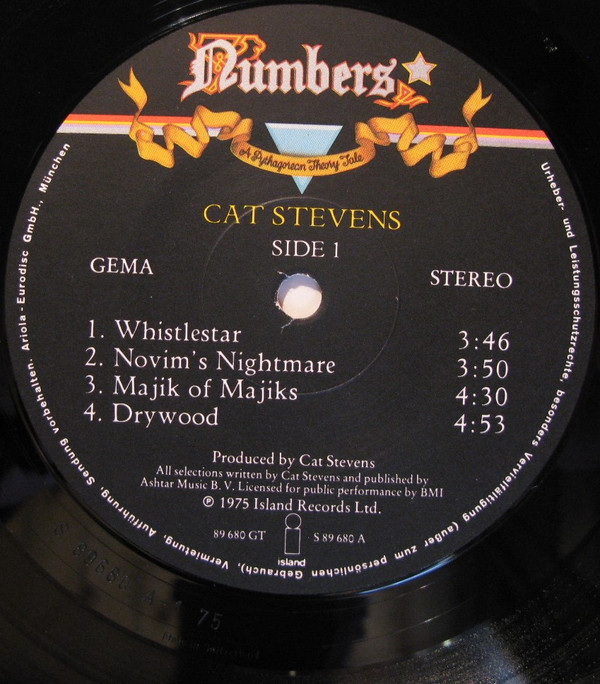 Numbers
A Pythagorean Theory Tale
CAT STEVENS
SIDE 1
GEMA
STEREO
1. Whistlestar 3:46
2. Novim's Nightmare 3:50
3. Majik of Majiks 4:30
4. Drywood 4:53
Produced by Cat Stevens
All selections written by Cat Stevens and published by
Ashtar Music B. V. Licensed for public performance by BMI
℗ 1975 Island Records Ltd.
89 680 GT
S 89 680 A
island
Urheber- und Leistungsschutzrechte, besonders Vervielfältigung (außer zum persönlichen Gebrauch), Vermietung, Aufführung, Sendung vorbehalten. Ariola-Eurodisc GmbH., München
75